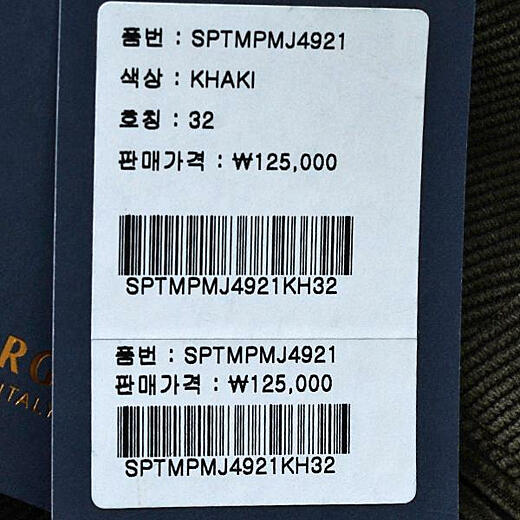 품번 : SPTMPMJ4921
색상 : KHAKI
호칭 : 32
판매가격 : ₩125,000
SPTMPMJ4921KH32
품번 : SPTMPMJ4921
판매가격 : ₩125,000
SPTMPMJ4921KH32